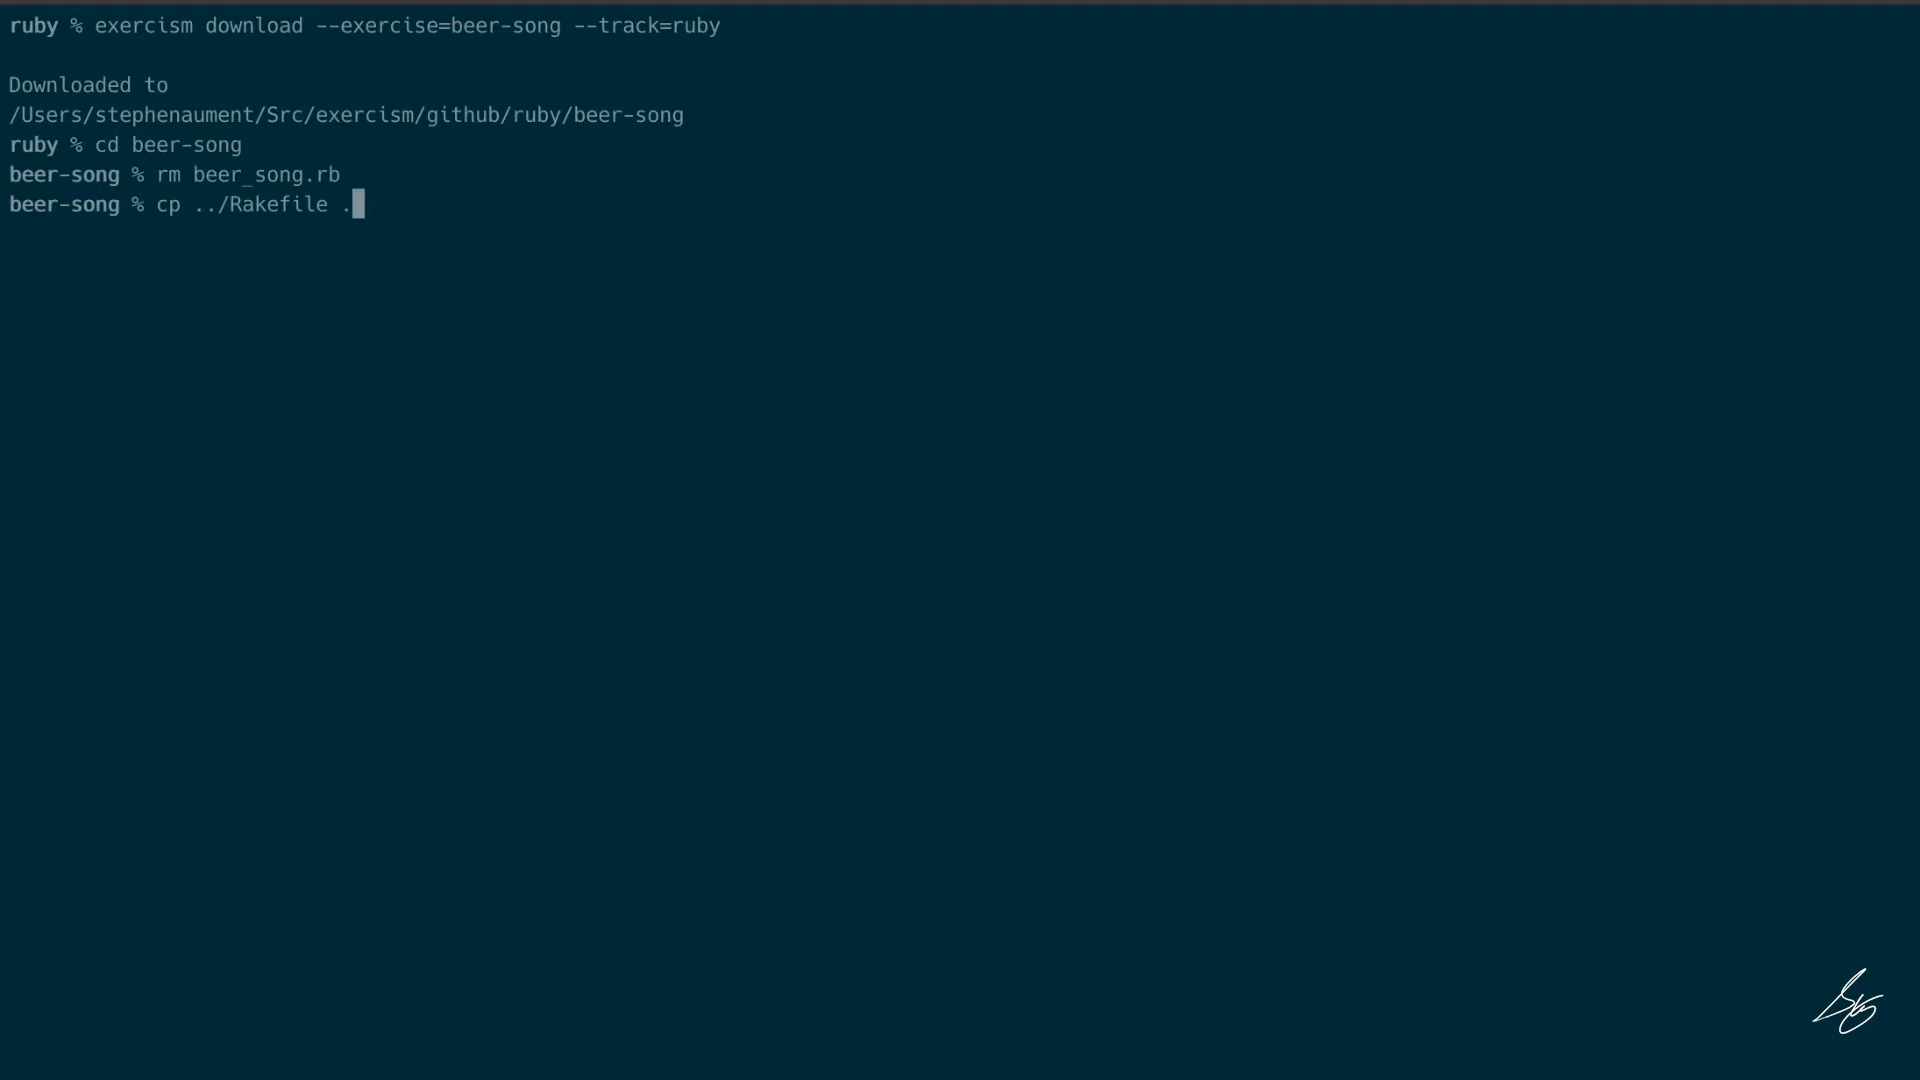 ruby % exercism download --exercise=beer-song --track=ruby
Downloaded to
/Users/stephenaument/Src/exercism/github/ruby/beer-song
ruby % cd beer-song
beer-song % rm beer_song.rb
beer-song % cp ../Rakefile .